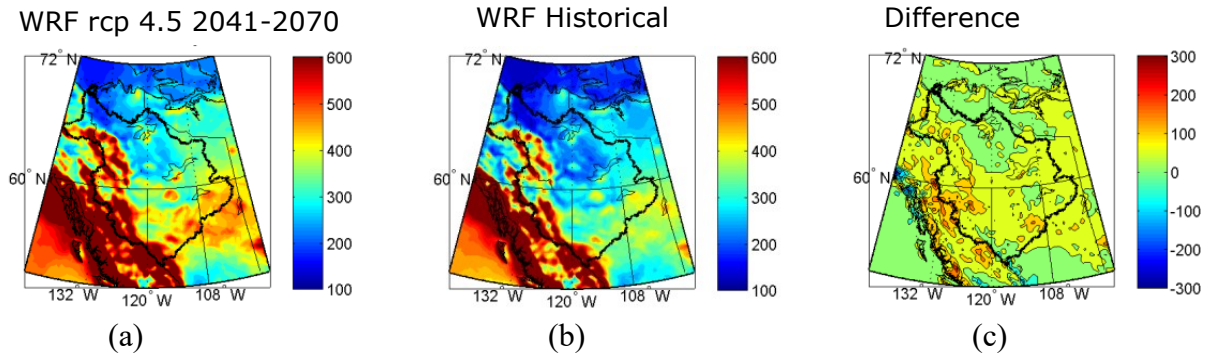 WRF rcp 4.5 2041-2070
WRF Historical
Difference
72° N
60° N
132° W
120° W
108° W
600
500
400
300
200
100
72° N
60° N
132° W
120° W
108° W
600
500
400
300
200
100
72° N
60° N
132° W
120° W
108° W
300
200
100
0
-100
-200
-300
(a)
(b)
(c)